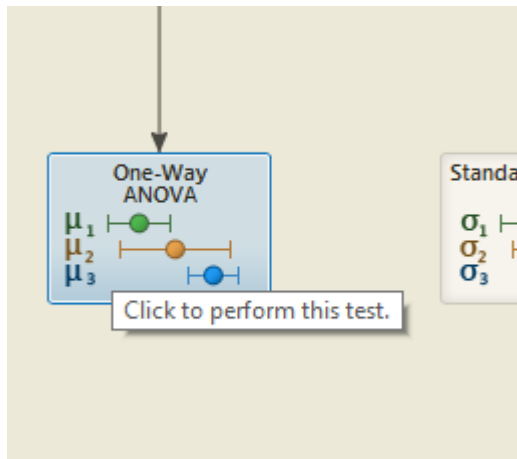 One-Way
ANOVA
μ1
μ2
μ3
Click to perform this test.
Standa
σ1
σ2
σ3